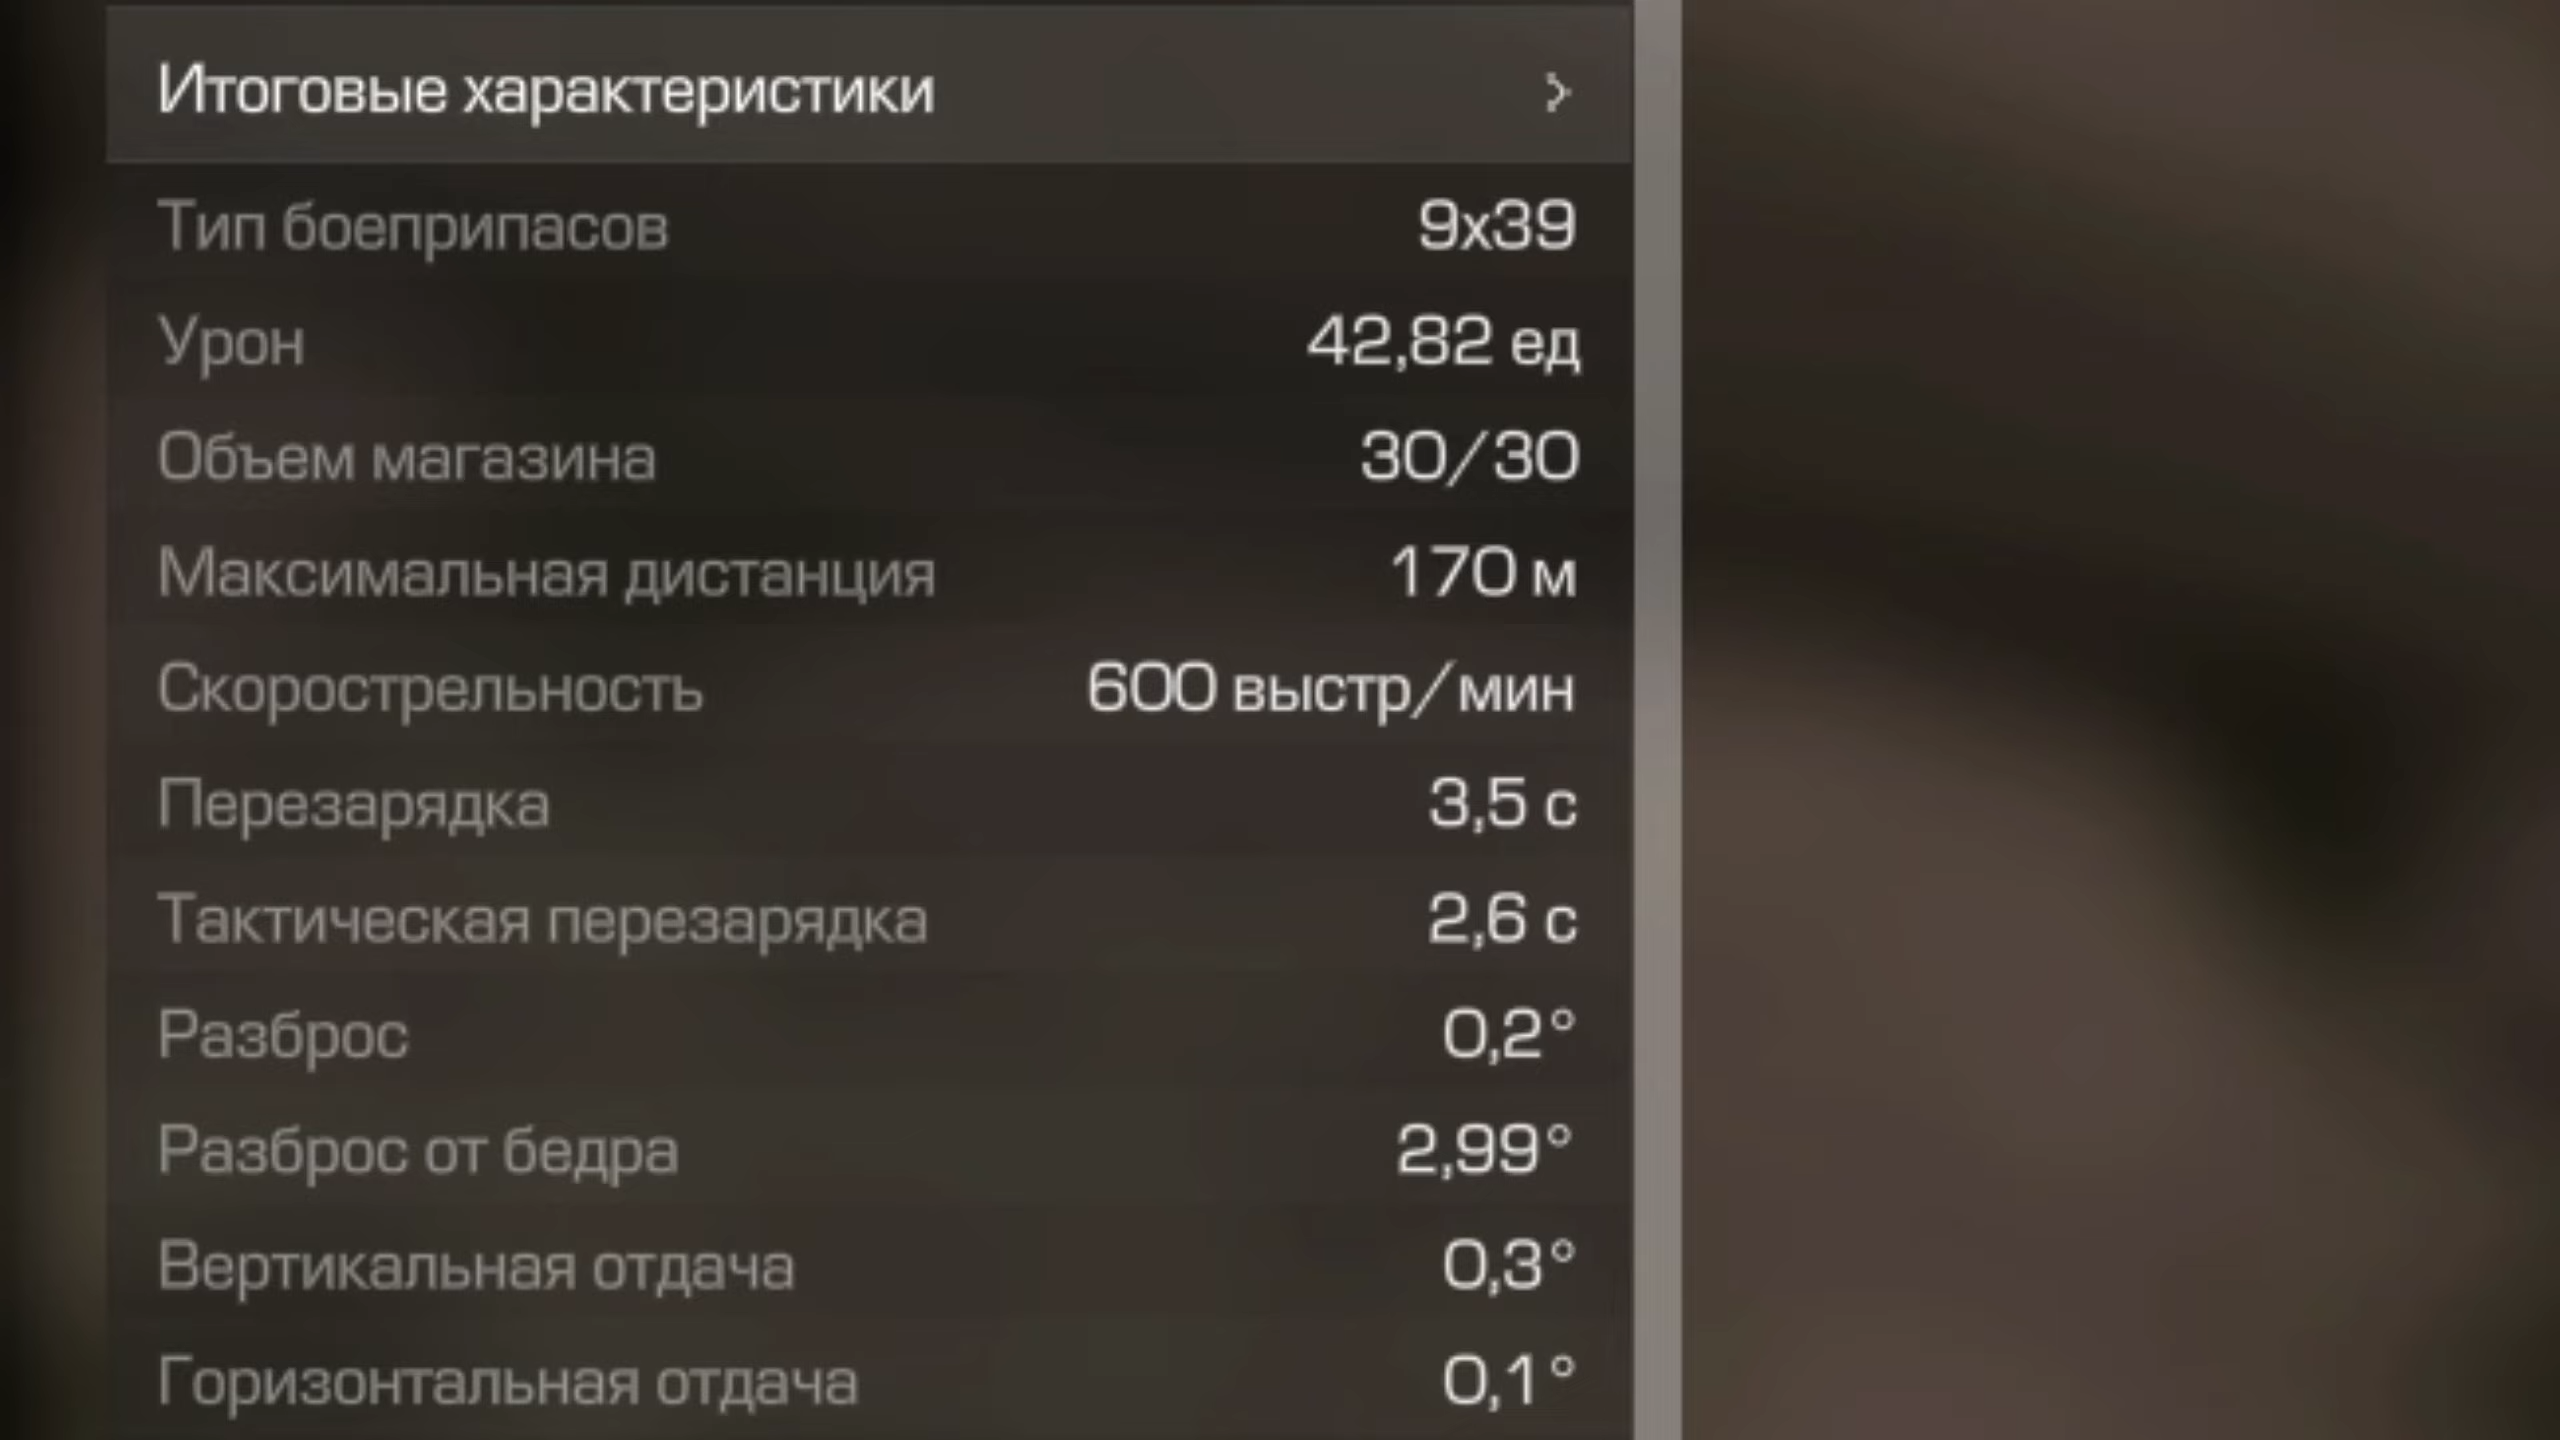 Итоговые характеристики
Тип боеприпасов 9x39
Урон 42,82 ед
Объем магазина 30/30
Максимальная дистанция 170 м
Скорострельность 600 выстр/мин
Перезарядка 3,5 с
Тактическая перезарядка 2,6 с
Разброс 0,2°
Разброс от бедра 2,99°
Вертикальная отдача 0,3°
Горизонтальная отдача 0,1°